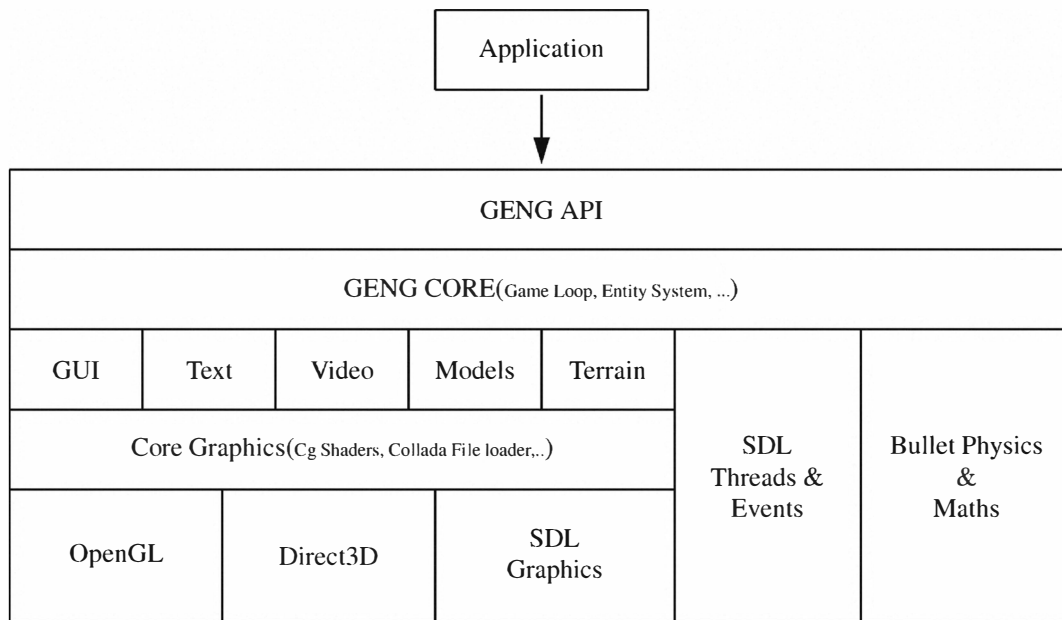 Application
GENG API
GENG CORE(Game Loop, Entity System, ...)
GUI
Text
Video
Models
Terrain
Core Graphics(Cg Shaders, Collada File loader,..)
SDL
Threads &
Events
Bullet Physics
&
Maths
OpenGL
Direct3D
SDL
Graphics